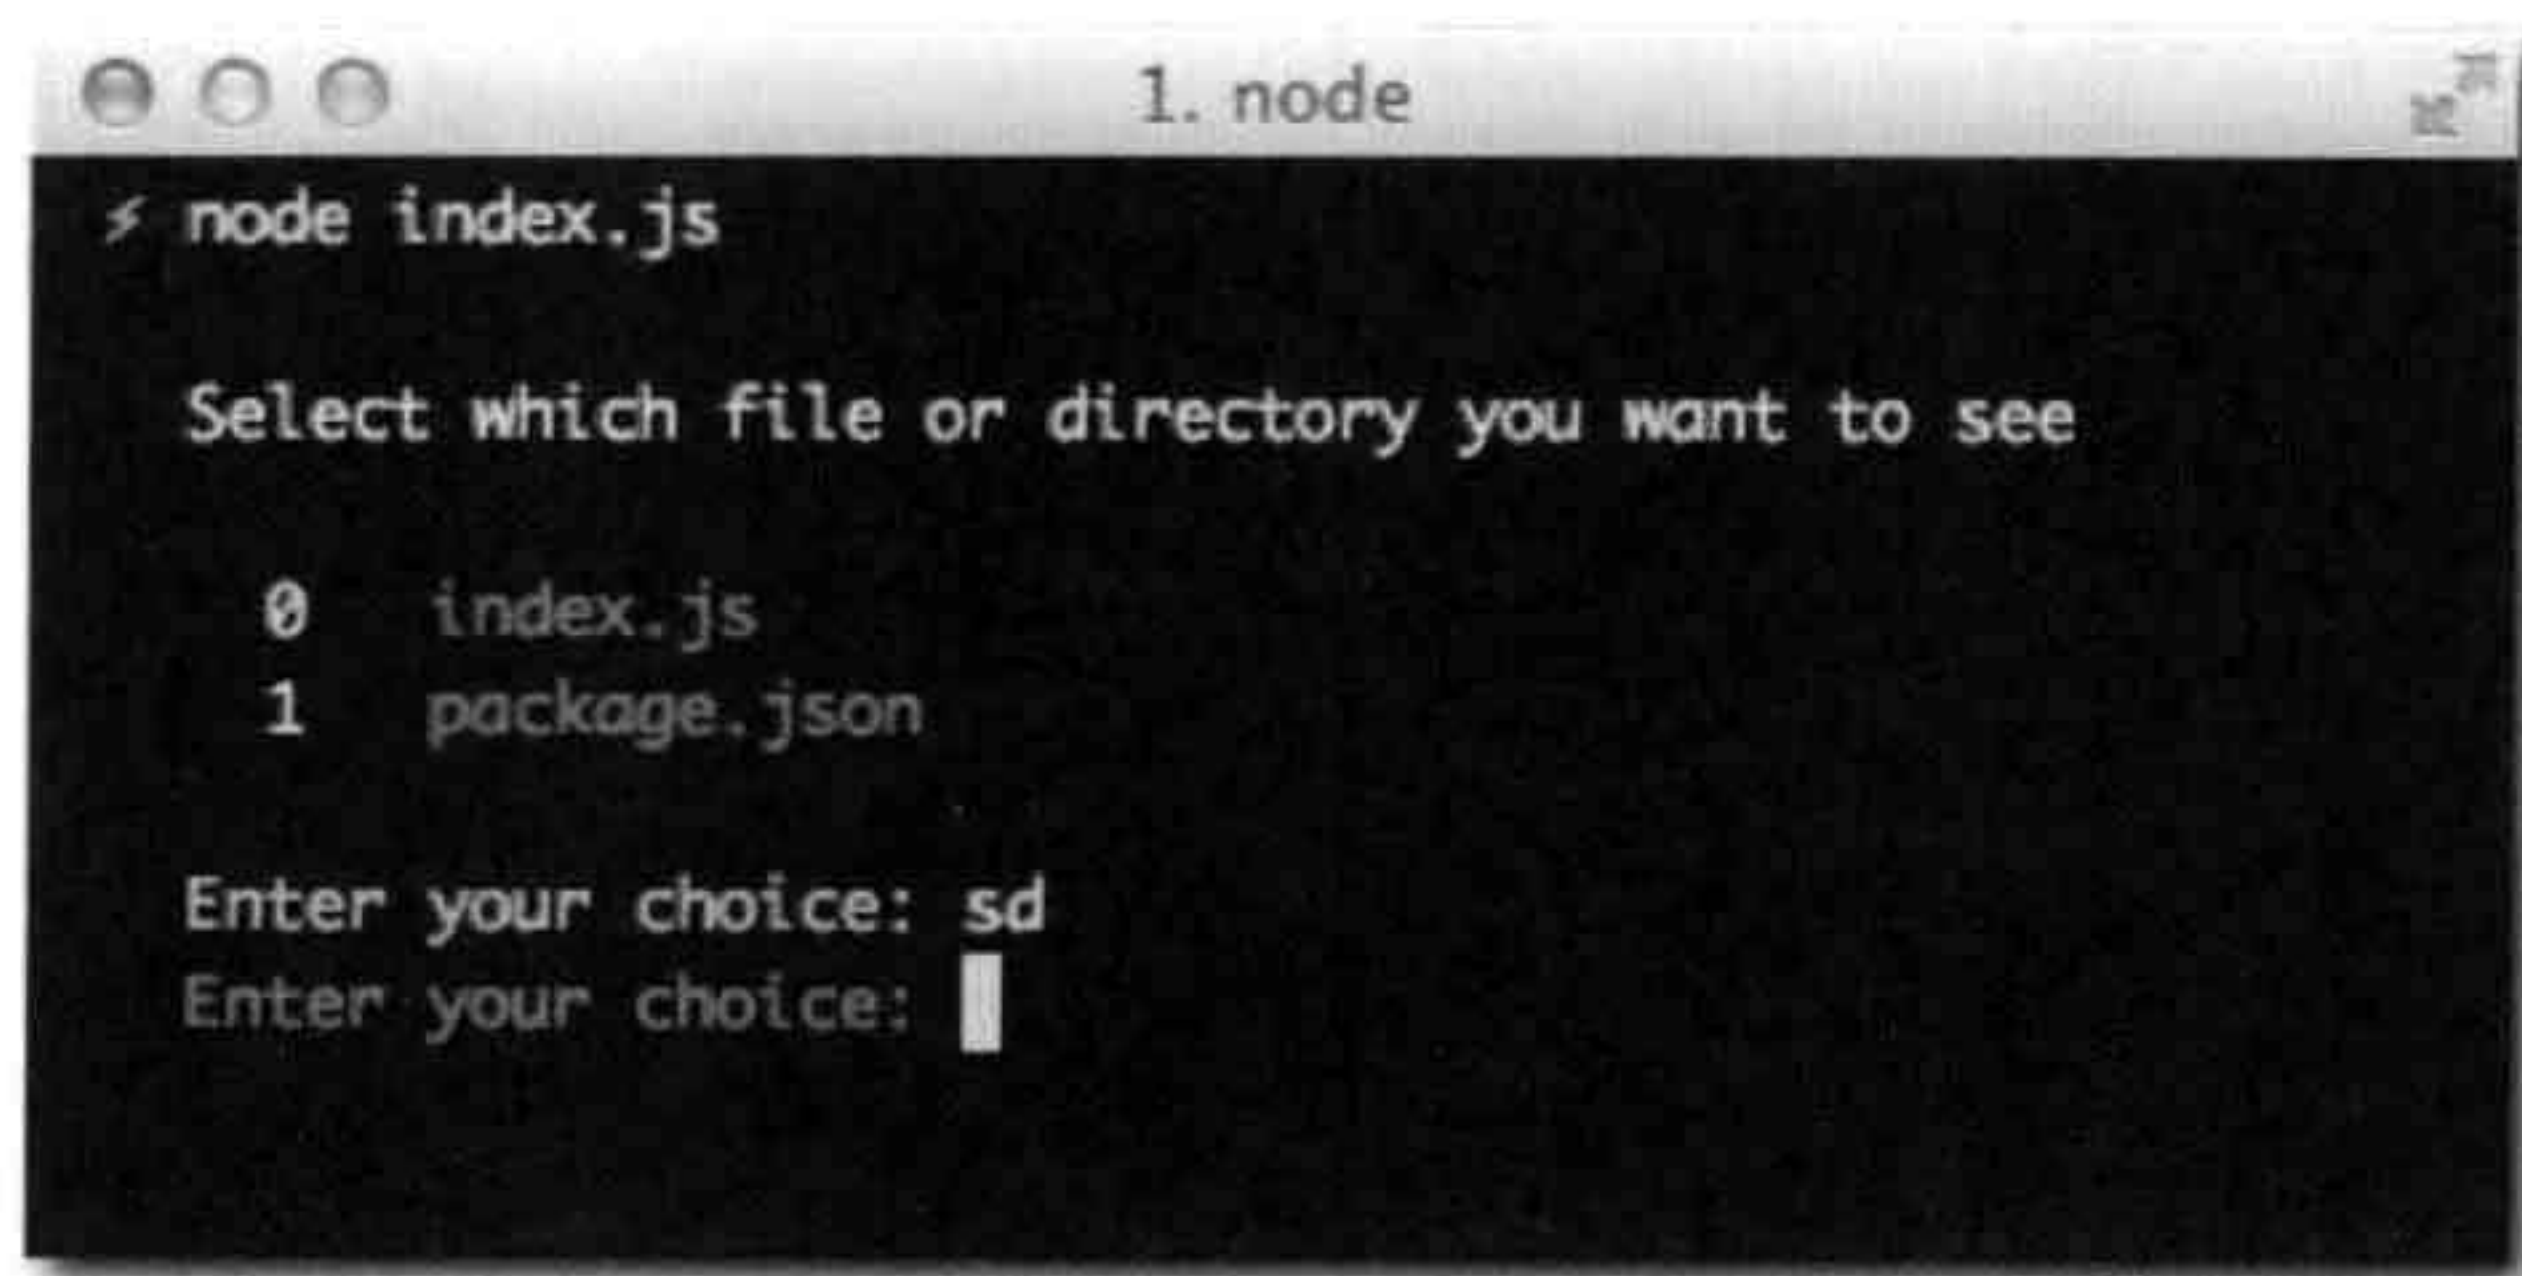 1. node
⚡ node index.js
Select which file or directory you want to see
0 index.js
1 package.json
Enter your choice: sd
Enter your choice: